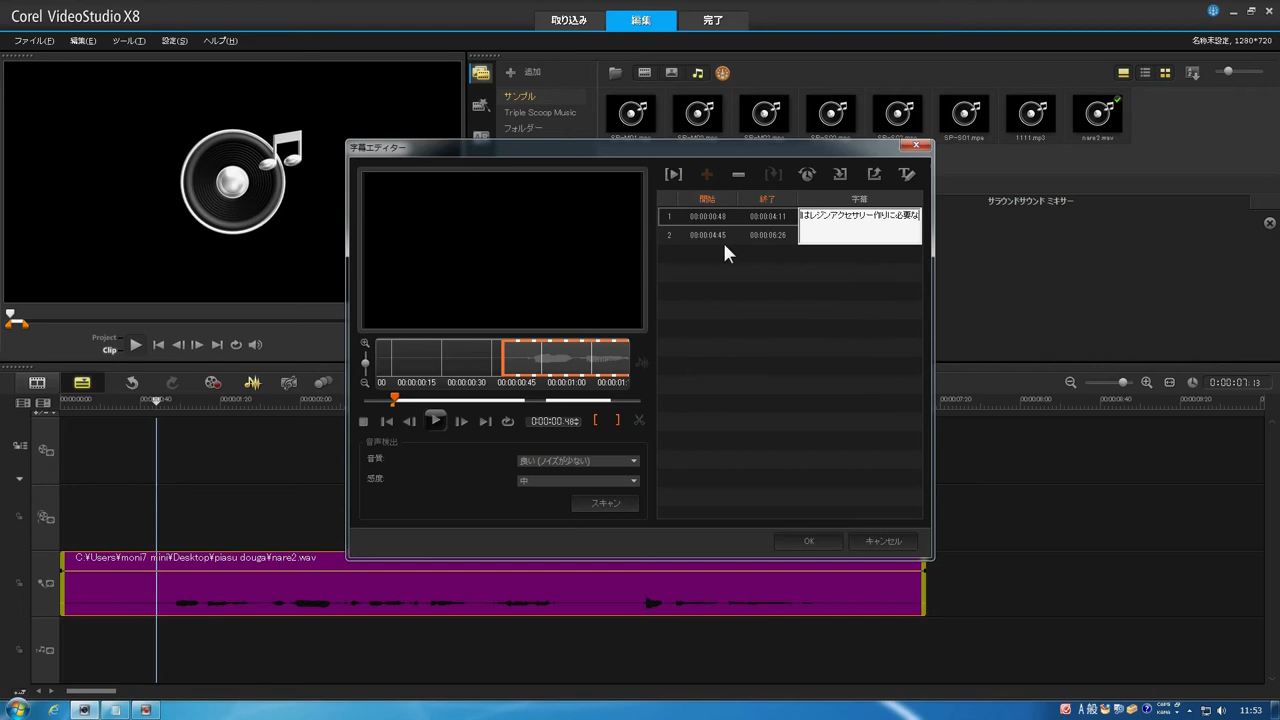 Corel VideoStudio X8
取り込み
編集
完了
ファイル(F) 編集(E) ツール(T) 設定(S) ヘルプ(H)
名称未設定, 1280*720
追加
サンプル
Triple Scoop Music
フォルダー
1111.mp3
nare2.wav
サラウンドサウンド ミキサー
字幕エディター
開始 終了 字幕
1 00:00:00:48 00:00:04:11 はレジンアクセサリー作りに必要な
2 00:00:04:45 00:00:06:26
Project
Clip
00 00:00:00:15 00:00:00:30 00:00:00:45 00:00:01:00 00:00:01:
0:00:00.48
音声検出
音質:
良い (ノイズが少ない)
感度:
中
スキャン
OK
キャンセル
0:00:07:13
C:¥Users¥moni7 mini¥Desktop¥piasu douga¥nare2.wav
A 般
CAPS
KANA
11:53